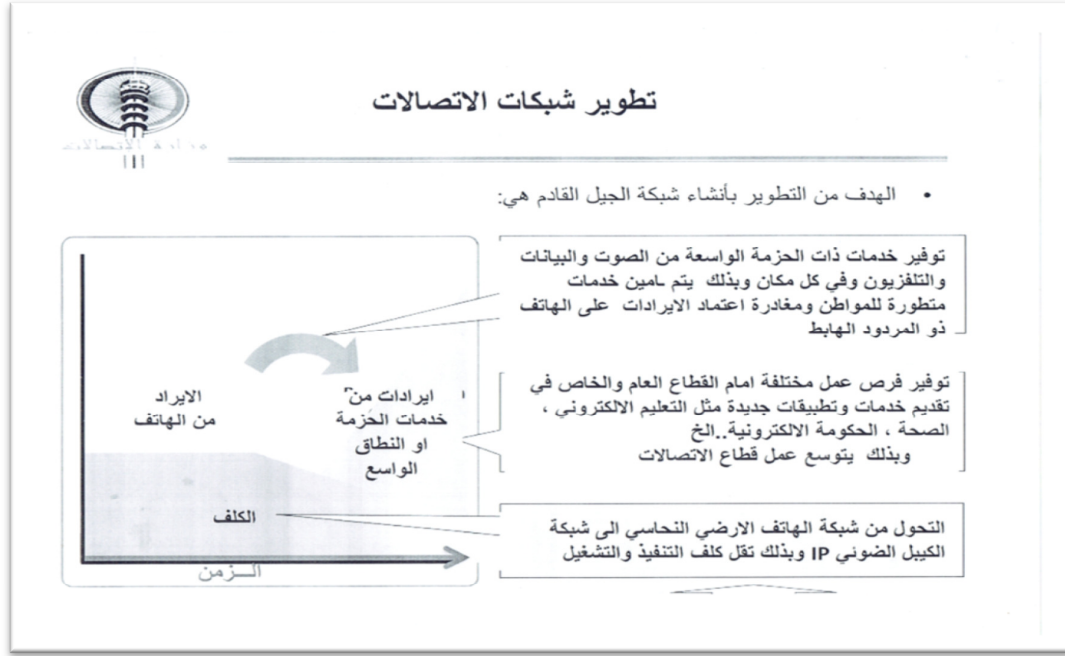 تطوير شبكات الاتصالات
وزارة الاتصالات
• الهدف من التطوير بأنشاء شبكة الجيل القادم هي:
توفير خدمات ذات الحزمة الواسعة من الصوت والبيانات
والتلفزيون وفي كل مكان وبذلك يتم تامين خدمات
متطورة للمواطن ومغادرة اعتماد الايرادات على الهاتف
ذو المردود الهابط
توفير فرص عمل مختلفة امام القطاع العام والخاص في
تقديم خدمات وتطبيقات جديدة مثل التعليم الالكتروني ،
الصحة ، الحكومة الالكترونية..الخ
وبذلك يتوسع عمل قطاع الاتصالات
التحول من شبكة الهاتف الارضي النحاسي الى شبكة
الكيبل الضوئي IP وبذلك تقل كلف التنفيذ والتشغيل
ايرادات من
خدمات الحزمة
او النطاق
الواسع
الايراد
من الهاتف
الكلف
الـــزمن